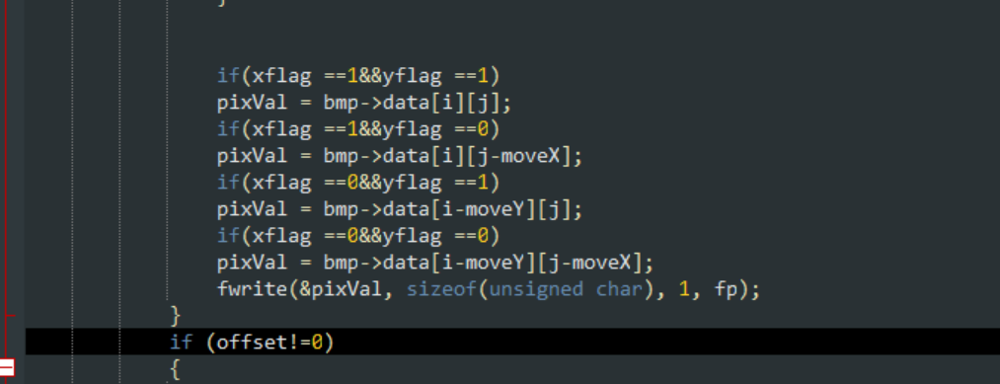 }
if(xflag ==1&&yflag ==1)
pixVal = bmp->data[i][j];
if(xflag ==1&&yflag ==0)
pixVal = bmp->data[i][j-moveX];
if(xflag ==0&&yflag ==1)
pixVal = bmp->data[i-moveY][j];
if(xflag ==0&&yflag ==0)
pixVal = bmp->data[i-moveY][j-moveX];
fwrite(&pixVal, sizeof(unsigned char), 1, fp);
}
if (offset!=0)
{